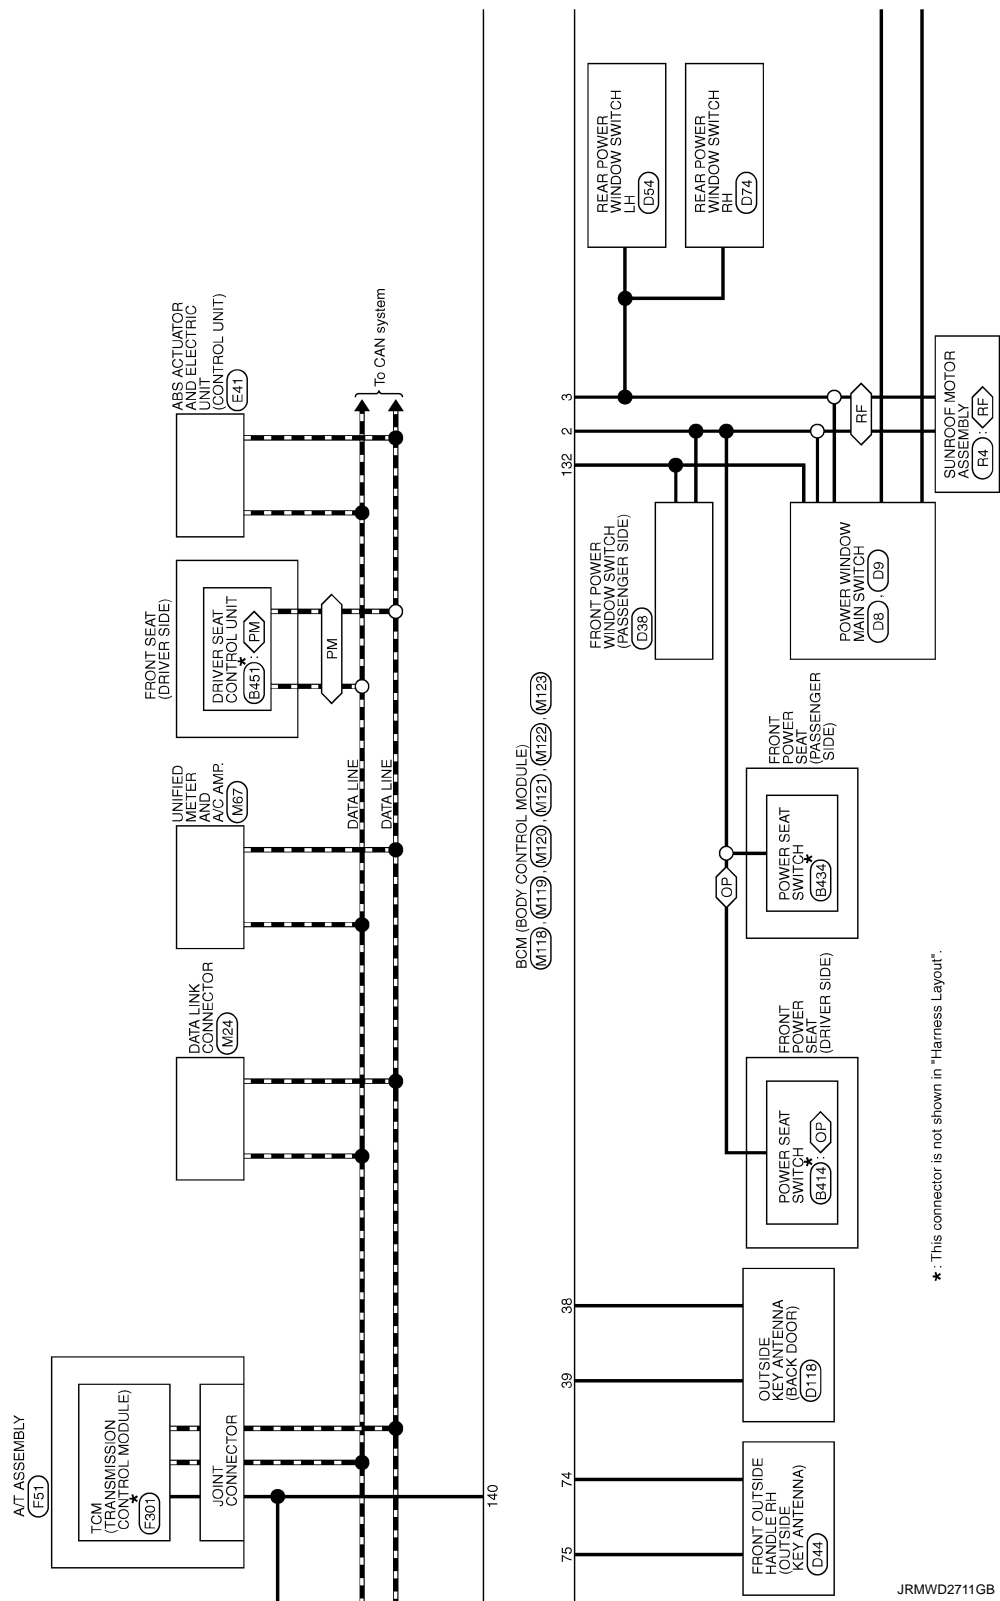 A/T ASSEMBLY
F51
TCM
(TRANSMISSION
CONTROL MODULE)
*
F301
JOINT
CONNECTOR
140
DATA LINK
CONNECTOR
M24
UNIFIED
METER
AND
A/C AMP.
M67
DATA LINE
DATA LINE
FRONT SEAT
(DRIVER SIDE)
DRIVER SEAT
CONTROL UNIT
*
B451 : PM
PM
ABS ACTUATOR
AND ELECTRIC
UNIT
(CONTROL UNIT)
E41
To CAN system
BCM (BODY CONTROL MODULE)
M118 , M119 , M120 , M121 , M122 , M123
75
74
39
38
132
2
3
FRONT OUTSIDE
HANDLE RH
(OUTSIDE
KEY ANTENNA)
D44
OUTSIDE
KEY ANTENNA
(BACK DOOR)
D118
FRONT
POWER
SEAT
(DRIVER SIDE)
POWER SEAT
SWITCH
*
B414 : OP
OP
FRONT
POWER
SEAT
(PASSENGER
SIDE)
POWER SEAT
SWITCH
*
B434
FRONT POWER
WINDOW SWITCH
(PASSENGER SIDE)
D38
POWER WINDOW
MAIN SWITCH
D8 , D9
RF
SUNROOF MOTOR
ASSEMBLY
R4 : RF
REAR POWER
WINDOW SWITCH
LH
D54
REAR POWER
WINDOW SWITCH
RH
D74
* : This connector is not shown in "Harness Layout".
JRMWD2711GB